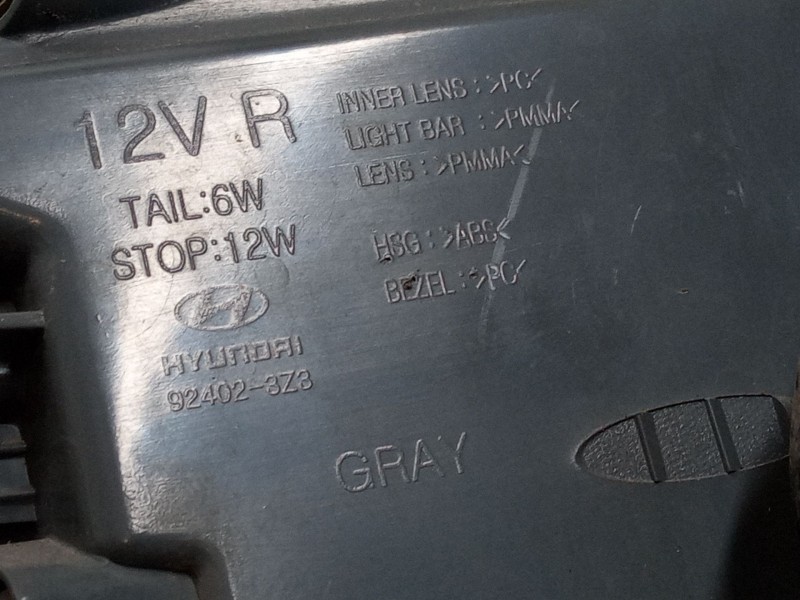 12V R
TAIL:6W
STOP:12W
HYUNDAI
92402-3Z3
INNER LENS : >PC<
LIGHT BAR : >PMMA<
LENS : >PMMA<
HSG : >ABS<
BEZEL : >PC<
GRAY